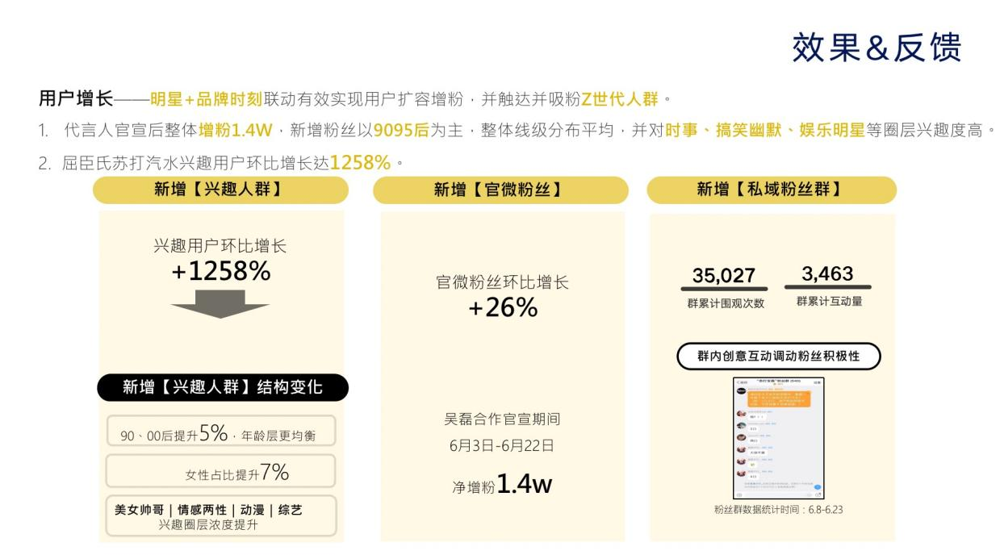 效果&反馈
用户增长——明星+品牌时刻联动有效实现用户扩容增粉，并触达并吸粉Z世代人群。
1. 代言人官宣后整体增粉1.4W，新增粉丝以9095后为主，整体线级分布平均，并对时事、搞笑幽默、娱乐明星等圈层兴趣度高。
2. 屈臣氏苏打汽水兴趣用户环比增长达1258%。
新增【兴趣人群】
兴趣用户环比增长
+1258%
新增【兴趣人群】结构变化
90、00后提升5%，年龄层更均衡
女性占比提升7%
美女帅哥 | 情感两性 | 动漫 | 综艺
兴趣圈层浓度提升
新增【官微粉丝】
官微粉丝环比增长
+26%
吴磊合作官宣期间
6月3日-6月22日
净增粉1.4w
新增【私域粉丝群】
35,027
群累计围观次数
3,463
群累计互动量
群内创意互动调动粉丝积极性
粉丝群数据统计时间：6.8-6.23